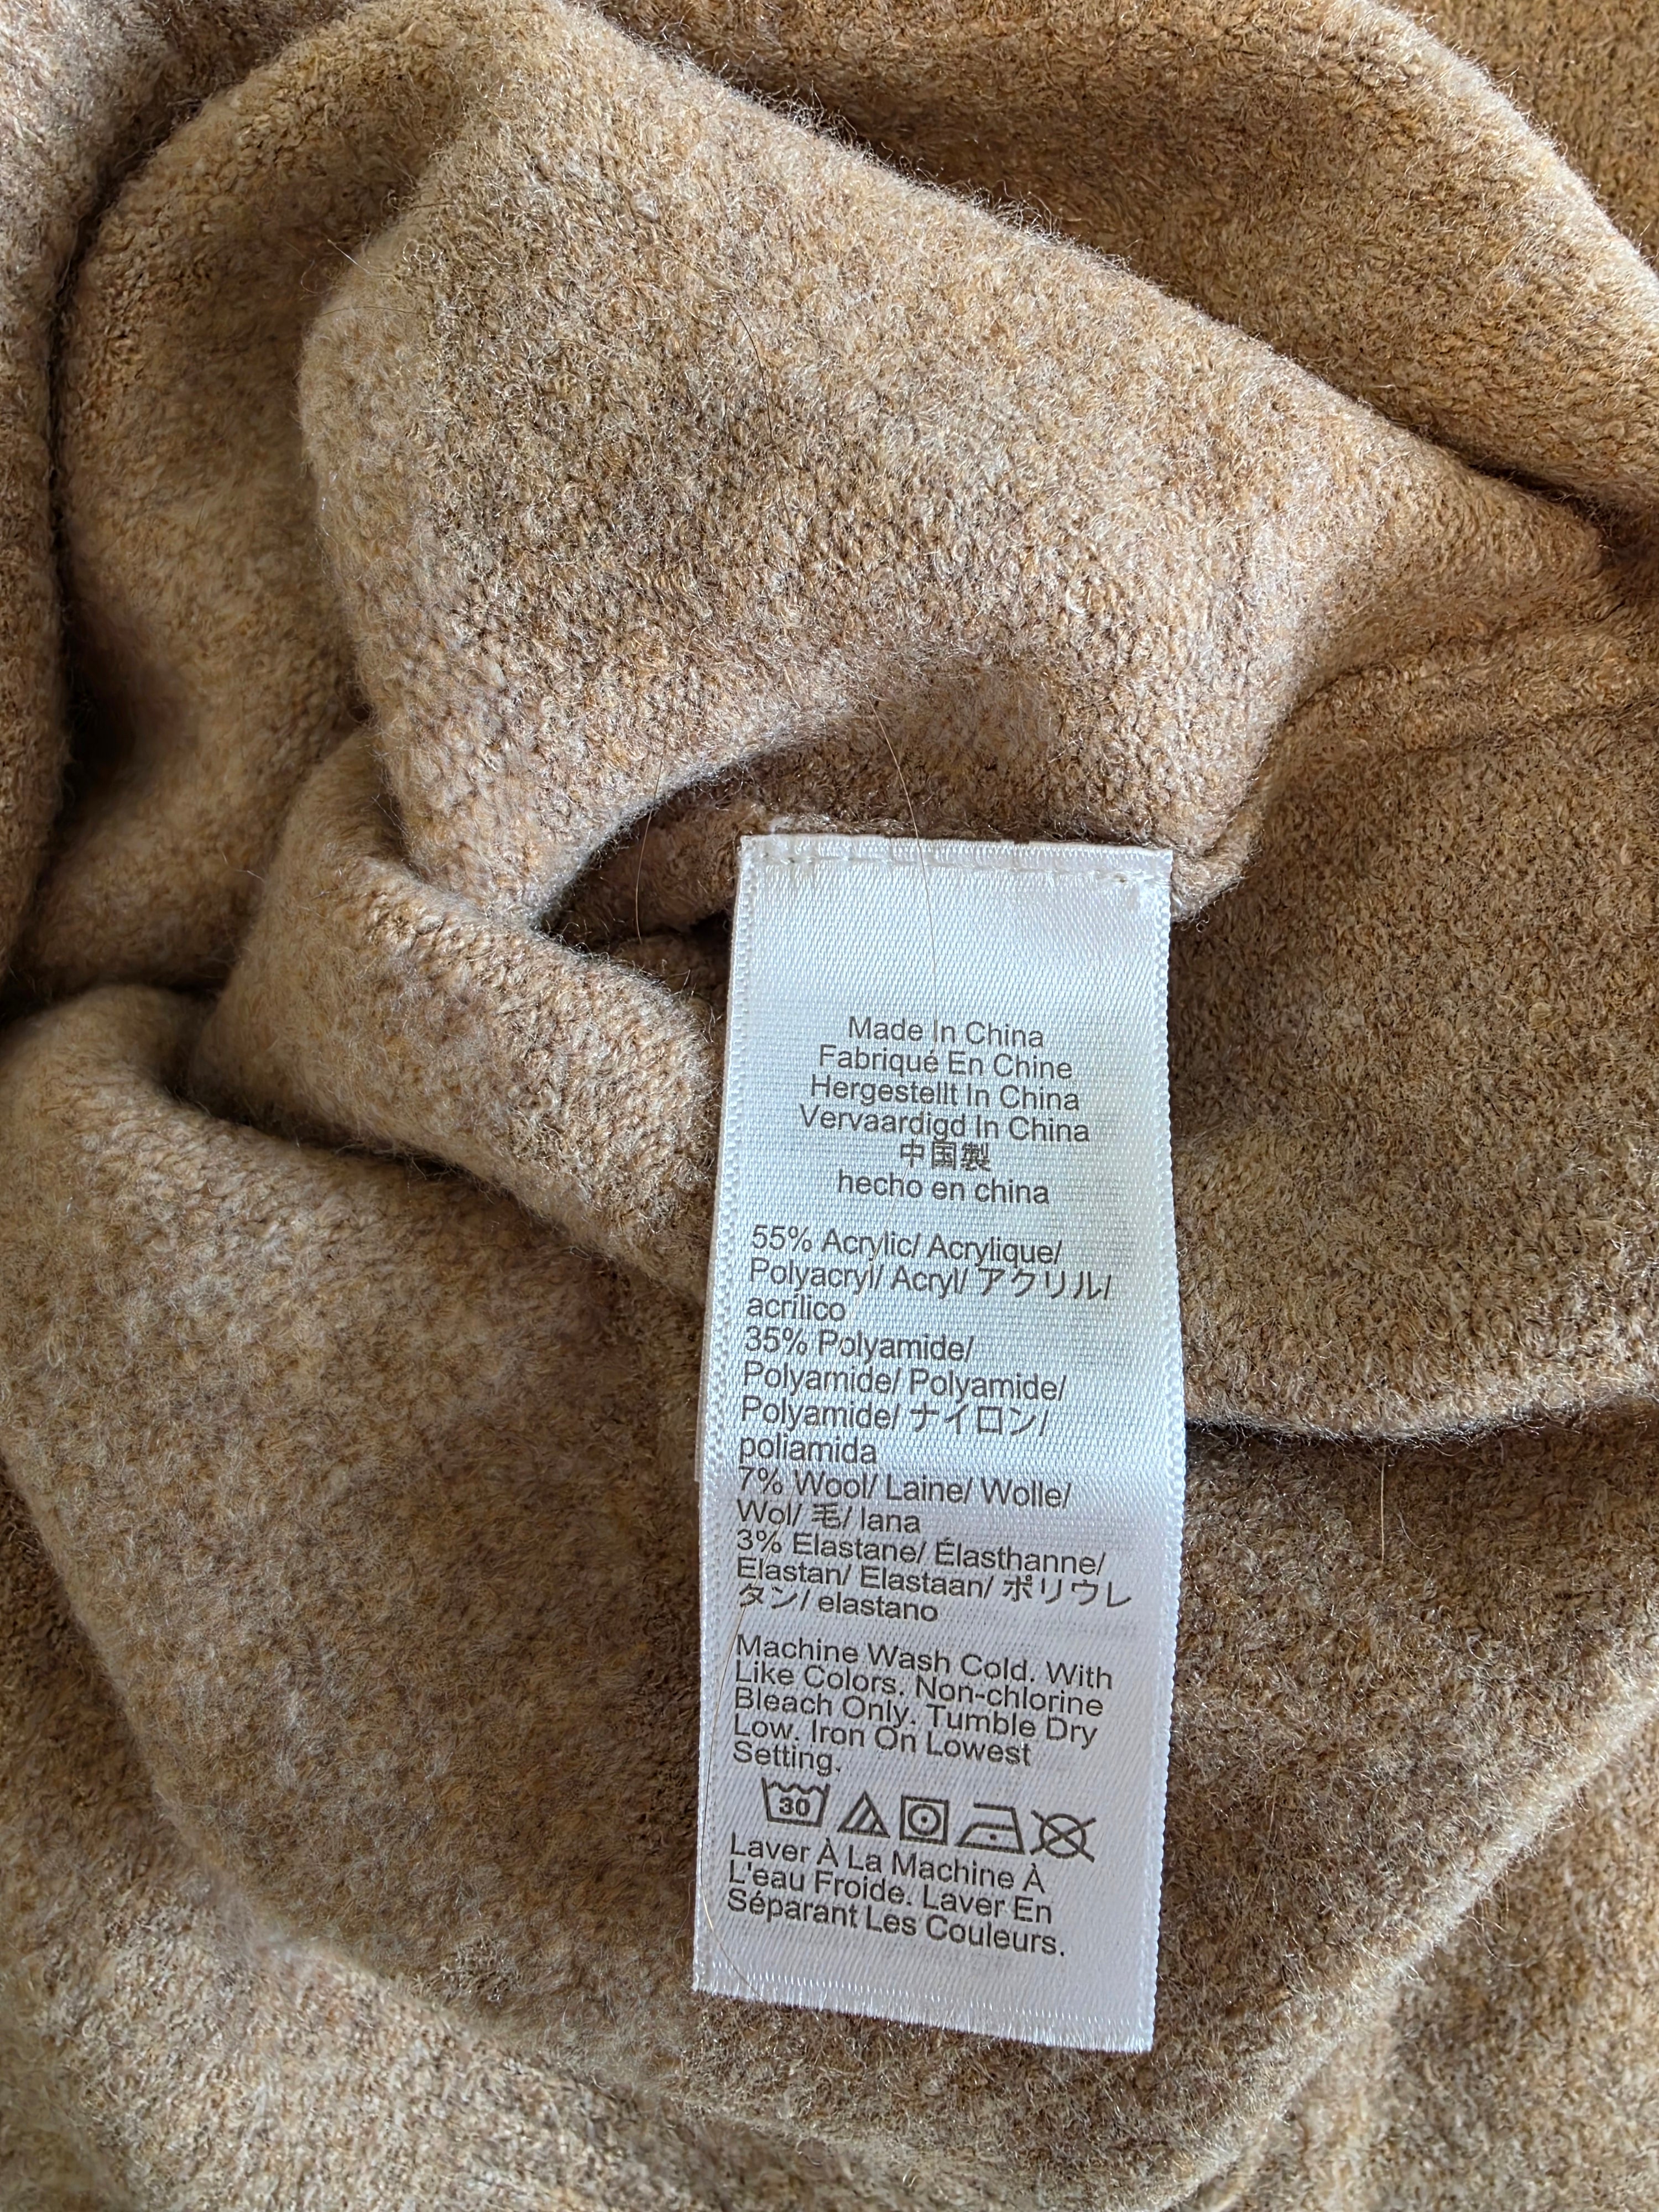 Made In China
Fabriqué En Chine
Hergestellt In China
Vervaardigd In China
中国製
hecho en china
55% Acrylic/ Acrylique/
Polyacryl/ Acryl/ アクリル/
acrílico
35% Polyamide/
Polyamide/ Polyamide/
Polyamide/ ナイロン/
poliamida
7% Wool/ Laine/ Wolle/
Wol/ 毛/ lana
3% Elastane/ Élasthanne/
Elastan/ Elastaan/ ポリウレ
タン/ elastano
Machine Wash Cold. With
Like Colors. Non-chlorine
Bleach Only. Tumble Dry
Low. Iron On Lowest
Setting.
30
Laver À La Machine À
L'eau Froide. Laver En
Séparant Les Couleurs.